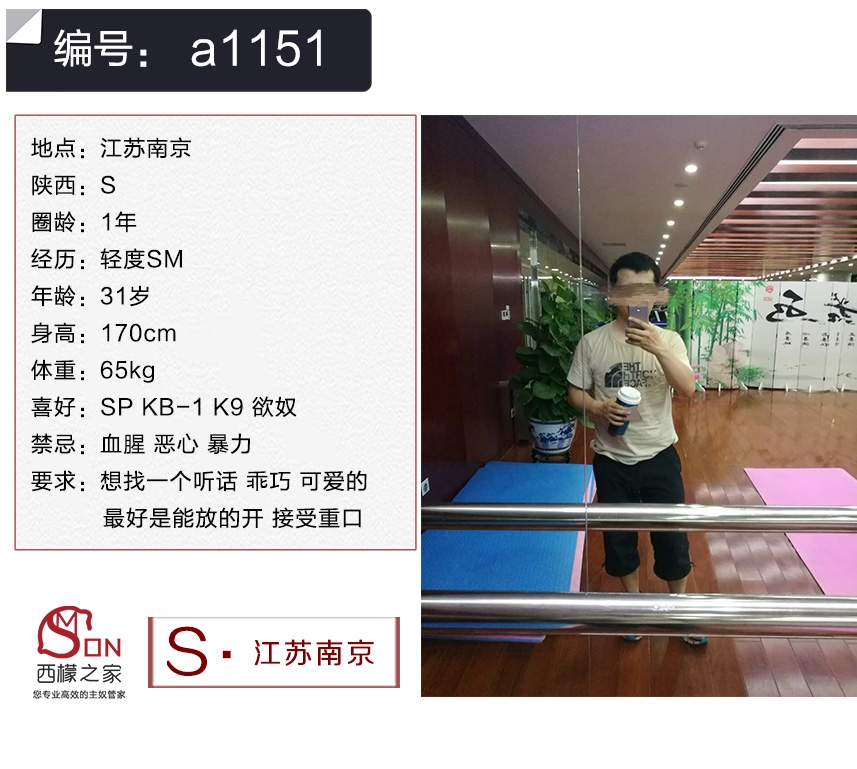 编号： a1151
地点：江苏南京
陕西：S
圈龄：1年
经历：轻度SM
年龄：31岁
身高：170cm
体重：65kg
喜好：SP KB-1 K9 欲奴
禁忌：血腥 恶心 暴力
要求：想找一个听话 乖巧 可爱的
最好是能放的开 接受重口
SMON
西檬之家
您专业高效的主奴管家
S·江苏南京
THE
NORTH
FACE